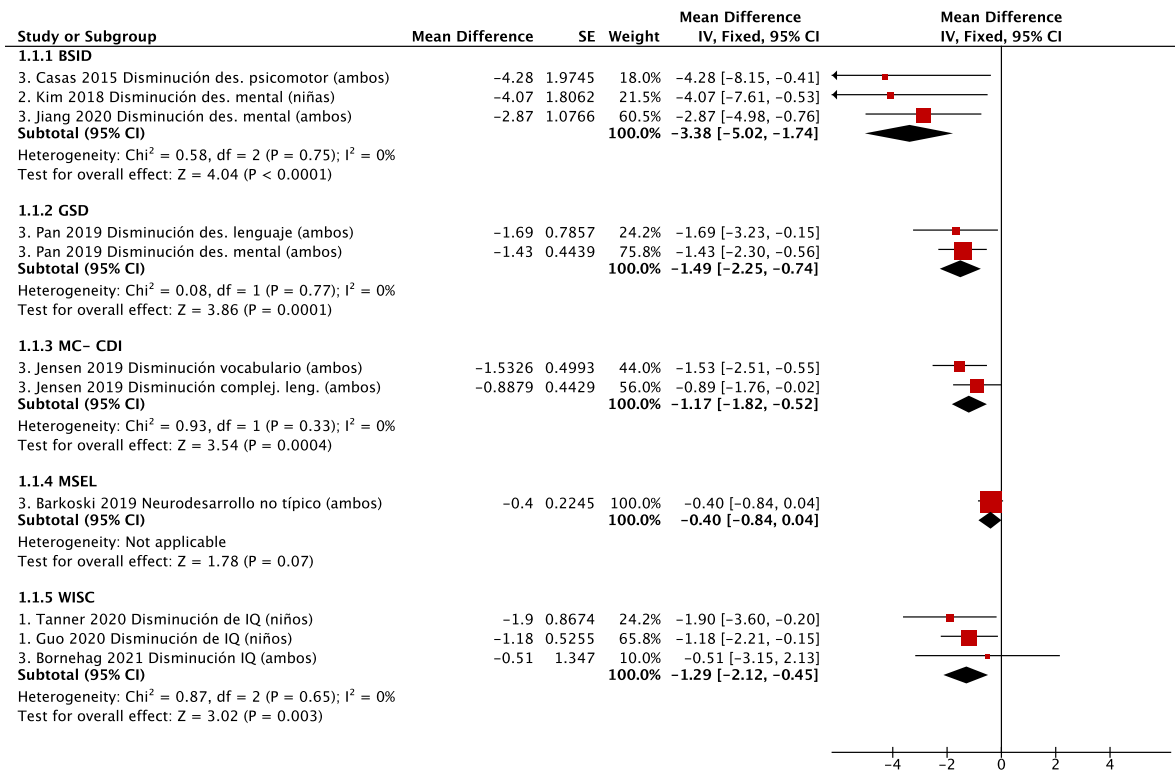 Mean Difference Mean Difference
Study or Subgroup Mean Difference SE Weight IV, Fixed, 95% CI IV, Fixed, 95% CI
1.1.1 BSID
3. Casas 2015 Disminución des. psicomotor (ambos) −4.28 1.9745 18.0% −4.28 [−8.15, −0.41]
2. Kim 2018 Disminución des. mental (niñas) −4.07 1.8062 21.5% −4.07 [−7.61, −0.53]
3. Jiang 2020 Disminución des. mental (ambos) −2.87 1.0766 60.5% −2.87 [−4.98, −0.76]
Subtotal (95% CI) 100.0% −3.38 [−5.02, −1.74]
Heterogeneity: Chi² = 0.58, df = 2 (P = 0.75); I² = 0%
Test for overall effect: Z = 4.04 (P < 0.0001)
1.1.2 GSD
3. Pan 2019 Disminución des. lenguaje (ambos) −1.69 0.7857 24.2% −1.69 [−3.23, −0.15]
3. Pan 2019 Disminución des. mental (ambos) −1.43 0.4439 75.8% −1.43 [−2.30, −0.56]
Subtotal (95% CI) 100.0% −1.49 [−2.25, −0.74]
Heterogeneity: Chi² = 0.08, df = 1 (P = 0.77); I² = 0%
Test for overall effect: Z = 3.86 (P = 0.0001)
1.1.3 MC− CDI
3. Jensen 2019 Disminución vocabulario (ambos) −1.5326 0.4993 44.0% −1.53 [−2.51, −0.55]
3. Jensen 2019 Disminución complej. leng. (ambos) −0.8879 0.4429 56.0% −0.89 [−1.76, −0.02]
Subtotal (95% CI) 100.0% −1.17 [−1.82, −0.52]
Heterogeneity: Chi² = 0.93, df = 1 (P = 0.33); I² = 0%
Test for overall effect: Z = 3.54 (P = 0.0004)
1.1.4 MSEL
3. Barkoski 2019 Neurodesarrollo no típico (ambos) −0.4 0.2245 100.0% −0.40 [−0.84, 0.04]
Subtotal (95% CI) 100.0% −0.40 [−0.84, 0.04]
Heterogeneity: Not applicable
Test for overall effect: Z = 1.78 (P = 0.07)
1.1.5 WISC
1. Tanner 2020 Disminución de IQ (niños) −1.9 0.8674 24.2% −1.90 [−3.60, −0.20]
1. Guo 2020 Disminución de IQ (niños) −1.18 0.5255 65.8% −1.18 [−2.21, −0.15]
3. Bornehag 2021 Disminución IQ (ambos) −0.51 1.347 10.0% −0.51 [−3.15, 2.13]
Subtotal (95% CI) 100.0% −1.29 [−2.12, −0.45]
Heterogeneity: Chi² = 0.87, df = 2 (P = 0.65); I² = 0%
Test for overall effect: Z = 3.02 (P = 0.003)
−4 −2 0 2 4